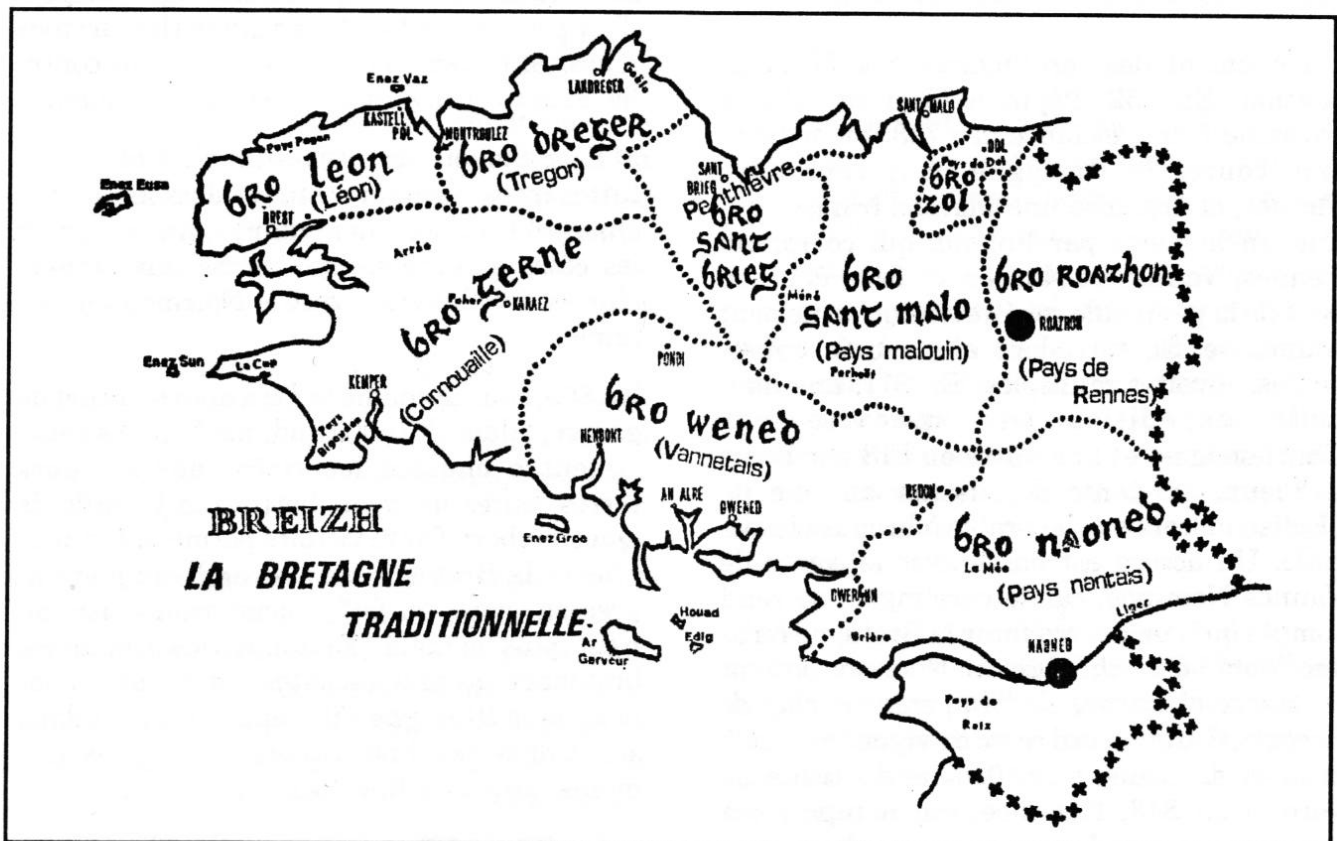 Enez Vaz
LANDREGER
Goëlo
KASTELL
POL
MONTROULEZ
SANT MALO
DOL
Pays Pagan
BRO DREGER
(Tregor)
Pays de Dol
BRO
ZOL
Enez Eusa
BRO LEON
(Léon)
SANT
BRIEG
Penthièvre
BRO
SANT
BRIEG
BREST
Arrée
BRO ROAZHON
BRO
SANT MALO
Méné
Poher
KARAEZ
BRO ZERNE
ROAZHON
Enez Sun
Le Cap
PONDI
(Pays malouin)
Porhoët
(Pays de
Rennes)
KEMPER
(Cornouaille)
Pays
Bigouden
BRO WENED
(Vannetais)
HENBONT
REDON
AN ALRE
GWENED
BREIZH
Enez Groa
BRO NAONED
La Mée
(Pays nantais)
LA BRETAGNE
TRADITIONNELLE
GWERANN
Liger
Houad
Edig
Ar
Gerveur
Brière
NAONED
Pays de
Retz